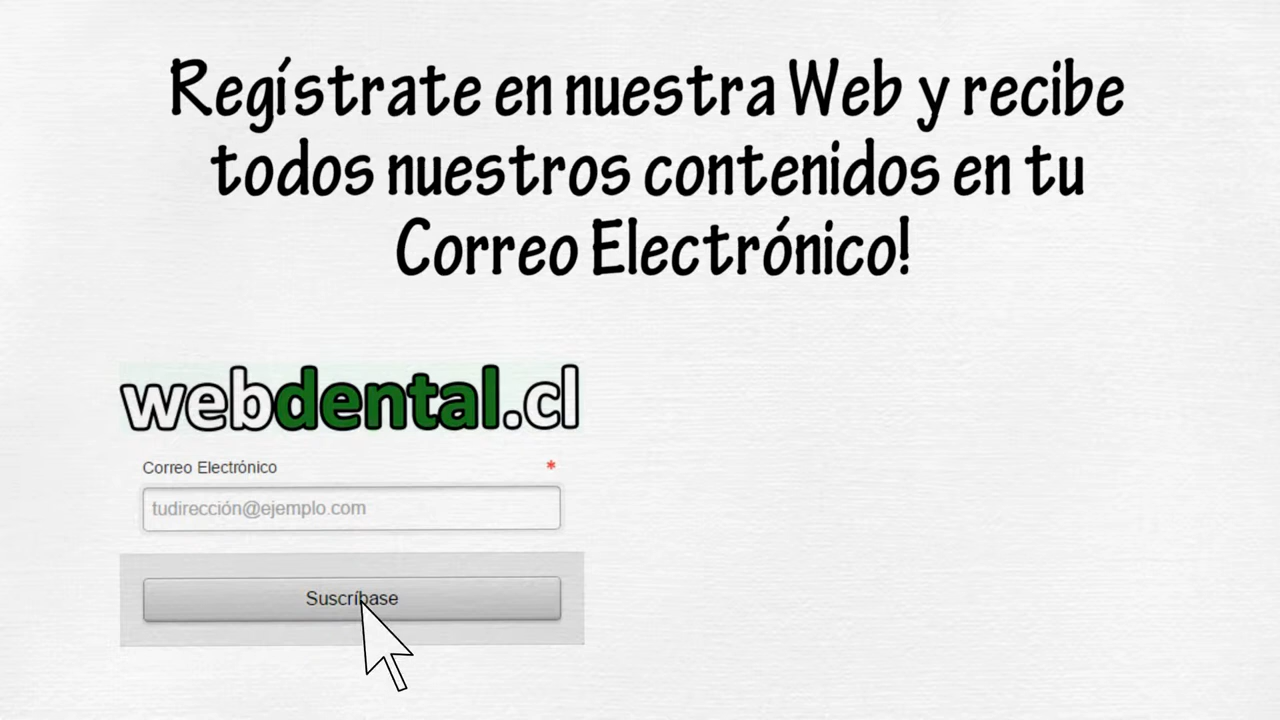 Regístrate en nuestra Web y recibe
todos nuestros contenidos en tu
Correo Electrónico!
webdental.cl
Correo Electrónico *
tudirección@ejemplo.com
Suscríbase